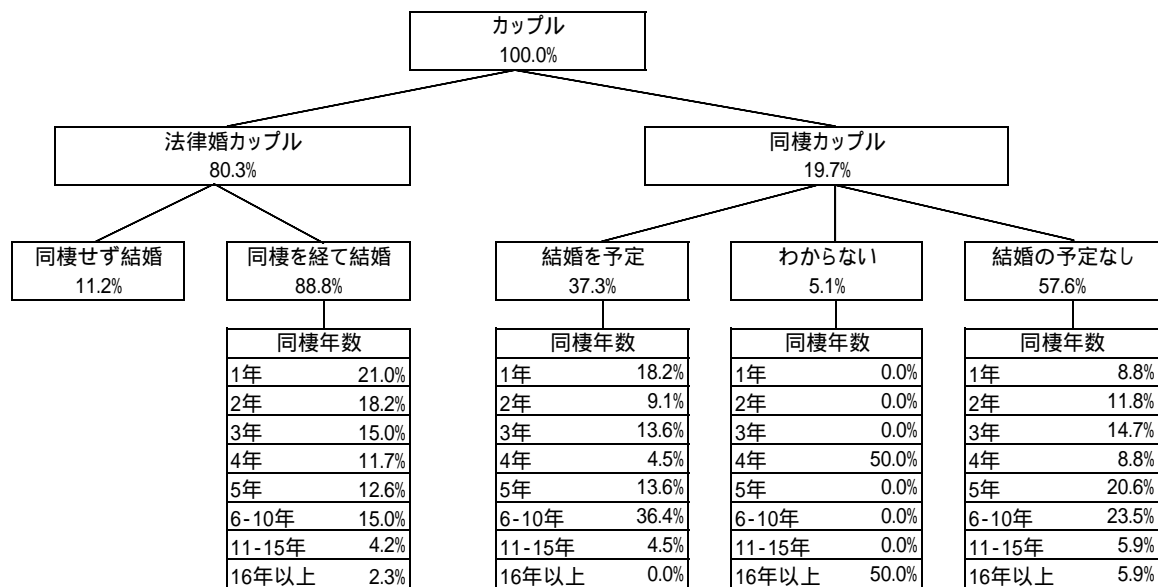 カップル
100.0%
法律婚カップル
80.3%
同棲カップル
19.7%
同棲せず結婚
11.2%
同棲を経て結婚
88.8%
結婚を予定
37.3%
わからない
5.1%
結婚の予定なし
57.6%
同棲年数
1年 21.0%
2年 18.2%
3年 15.0%
4年 11.7%
5年 12.6%
6-10年 15.0%
11-15年 4.2%
16年以上 2.3%
同棲年数
1年 18.2%
2年 9.1%
3年 13.6%
4年 4.5%
5年 13.6%
6-10年 36.4%
11-15年 4.5%
16年以上 0.0%
同棲年数
1年 0.0%
2年 0.0%
3年 0.0%
4年 50.0%
5年 0.0%
6-10年 0.0%
11-15年 0.0%
16年以上 50.0%
同棲年数
1年 8.8%
2年 11.8%
3年 14.7%
4年 8.8%
5年 20.6%
6-10年 23.5%
11-15年 5.9%
16年以上 5.9%